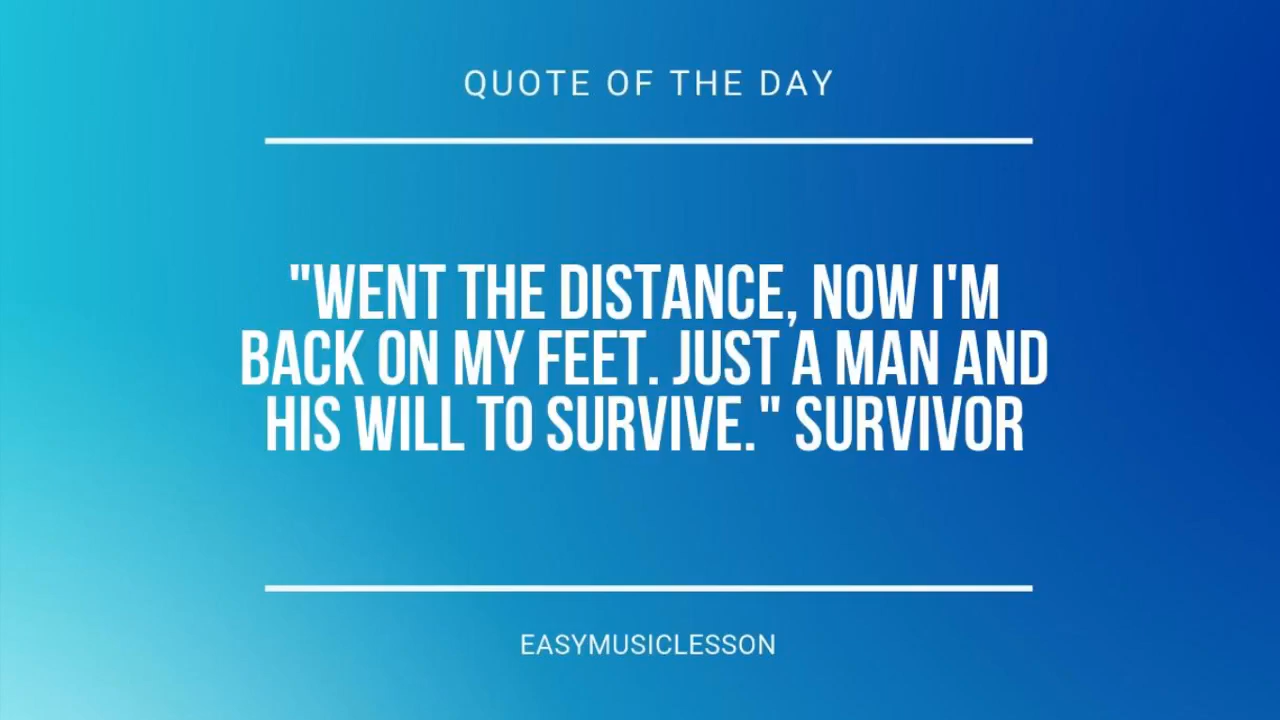 QUOTE OF THE DAY
"WENT THE DISTANCE, NOW I'M
BACK ON MY FEET. JUST A MAN AND
HIS WILL TO SURVIVE." SURVIVOR
EASYMUSICLESSON